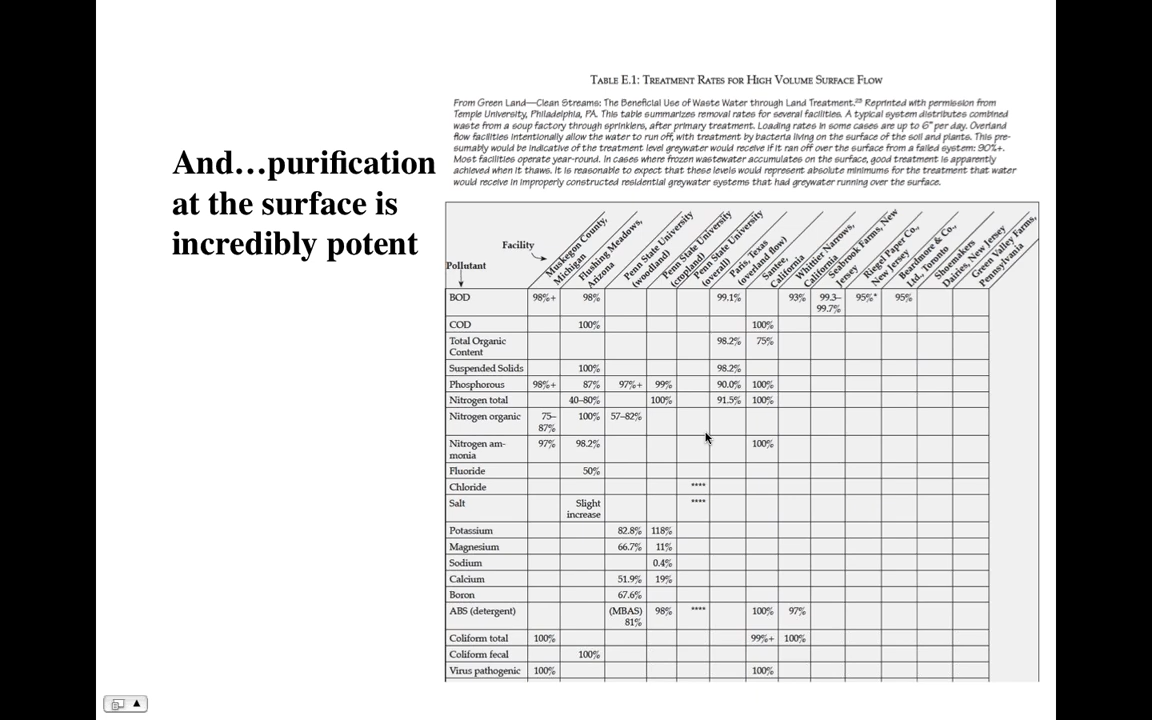 And…purification
at the surface is
incredibly potent
TABLE E.1: TREATMENT RATES FOR HIGH VOLUME SURFACE FLOW
From Green Land—Clean Streams: The Beneficial Use of Waste Water through Land Treatment.²³ Reprinted with permission from
Temple University, Philadelphia, PA. This table summarizes removal rates for several facilities. A typical system distributes combined
waste from a soup factory through sprinklers, after primary treatment. Loading rates in some cases are up to 6" per day. Overland
flow facilities intentionally allow the water to run off, with treatment by bacteria living on the surface of the soil and plants. This pre-
sumably would be indicative of the treatment level greywater would receive if it ran off over the surface from a failed system: 90%+.
Most facilities operate year-round. In cases where frozen wastewater accumulates on the surface, good treatment is apparently
achieved when it thaws. It is reasonable to expect that these levels would represent absolute minimums for the treatment that water
would receive in improperly constructed residential greywater systems that had greywater running over the surface.
Facility
Pollutant
Muskegon County,
Michigan
Flushing Meadows,
Arizona
Penn State University
(woodland)
Penn State University
(cropland)
Penn State University
(overall)
Paris, Texas
(overland flow)
Santee,
California
Whittier Narrows,
California
Seabrook Farms, New
Jersey
Riegel Paper Co.,
New Jersey
Beardmore & Co.,
Ltd., Toronto
Shoemakers
Dairies, New Jersey
Green Valley Farms,
Pennsylvania
BOD 98%+ 98% 99.1% 93% 99.3– 95%* 95%
99.7%
COD 100% 100%
Total Organic 98.2% 75%
Content
Suspended Solids 100% 98.2%
Phosphorous 98%+ 87% 97%+ 99% 90.0% 100%
Nitrogen total 40–80% 100% 91.5% 100%
Nitrogen organic 75– 100% 57–82%
87%
Nitrogen am- 97% 98.2% 100%
monia
Fluoride 50%
Chloride ****
Salt Slight ****
increase
Potassium 82.8% 118%
Magnesium 66.7% 11%
Sodium 0.4%
Calcium 51.9% 19%
Boron 67.6%
ABS (detergent) (MBAS) 98% **** 100% 97%
81%
Coliform total 100% 99%+ 100%
Coliform fecal 100%
Virus pathogenic 100% 100%